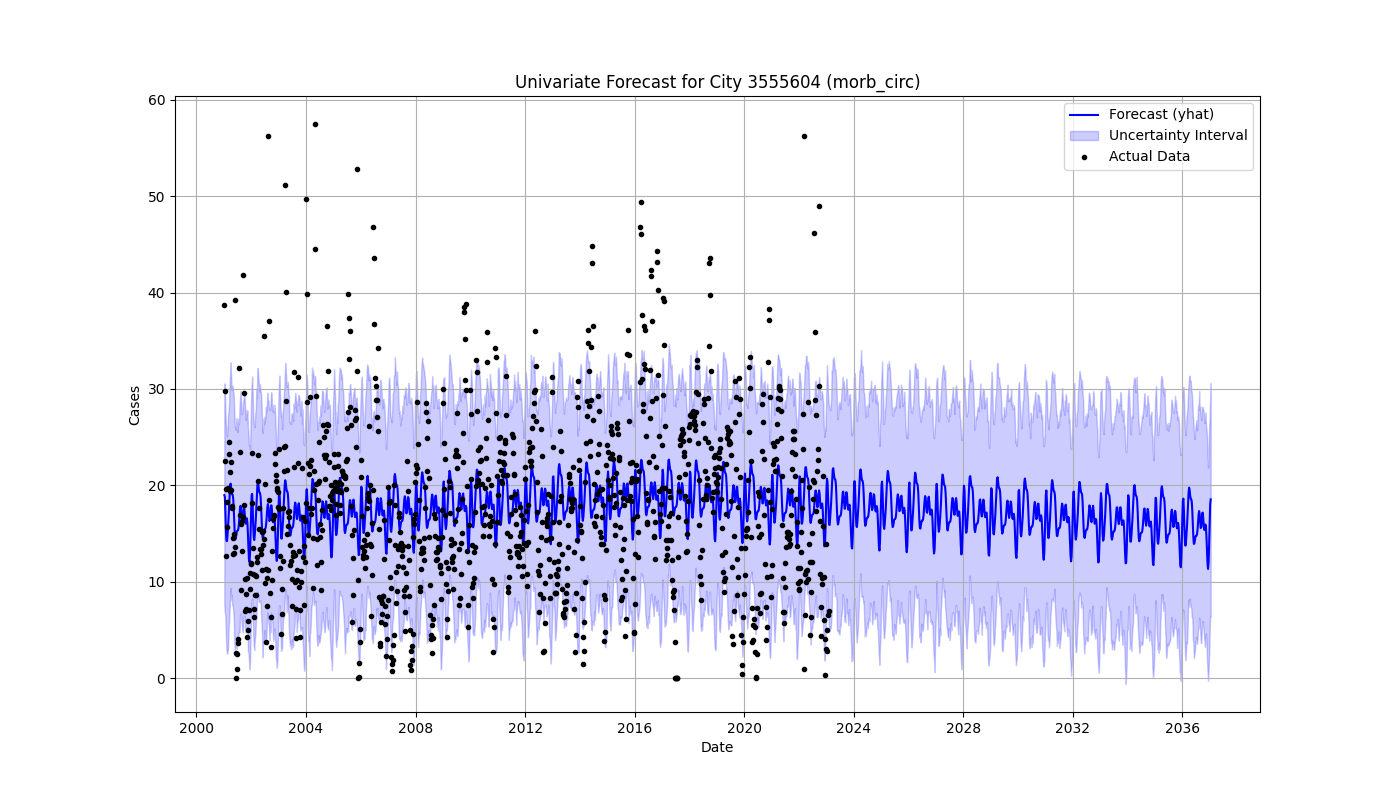 Univariate Forecast for City 3555604 (morb_circ)
Forecast (yhat)
Uncertainty Interval
Actual Data
Cases
60
50
40
30
20
10
0
2000 2004 2008 2012 2016 2020 2024 2028 2032 2036
Date